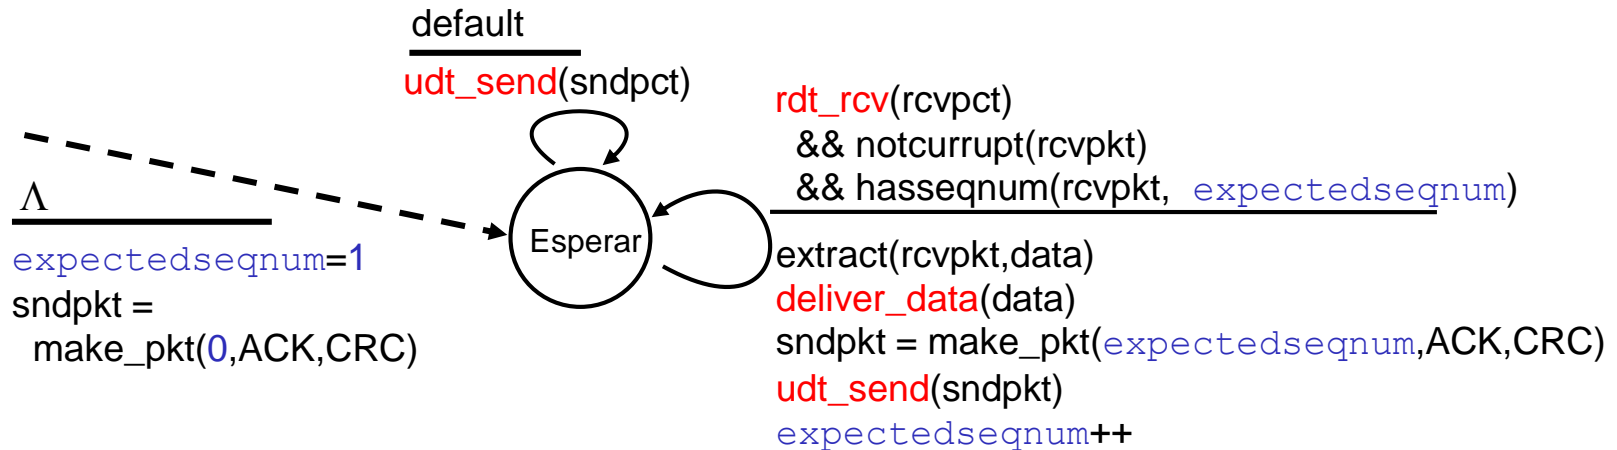 default
udt_send(sndpct)
rdt_rcv(rcvpct)
&& notcurrupt(rcvpkt)
&& hasseqnum(rcvpkt, expectedseqnum)
Λ
expectedseqnum=1
sndpkt =
make_pkt(0,ACK,CRC)
Esperar
extract(rcvpkt,data)
deliver_data(data)
sndpkt = make_pkt(expectedseqnum,ACK,CRC)
udt_send(sndpkt)
expectedseqnum++